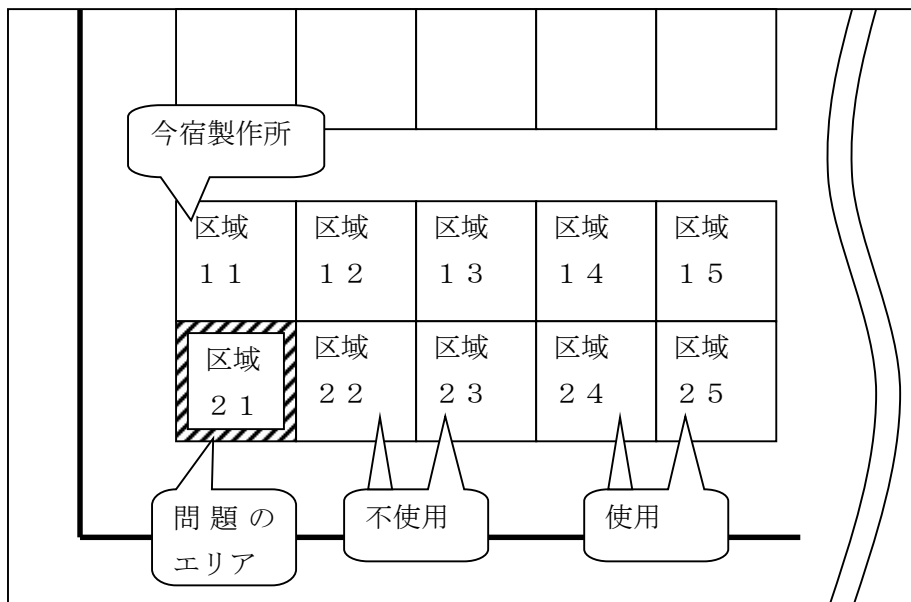 今宿製作所
区域
１１
区域
１２
区域
１３
区域
１４
区域
１５
区域
２１
区域
２２
区域
２３
区域
２４
区域
２５
問題の
エリア
不使用
使用